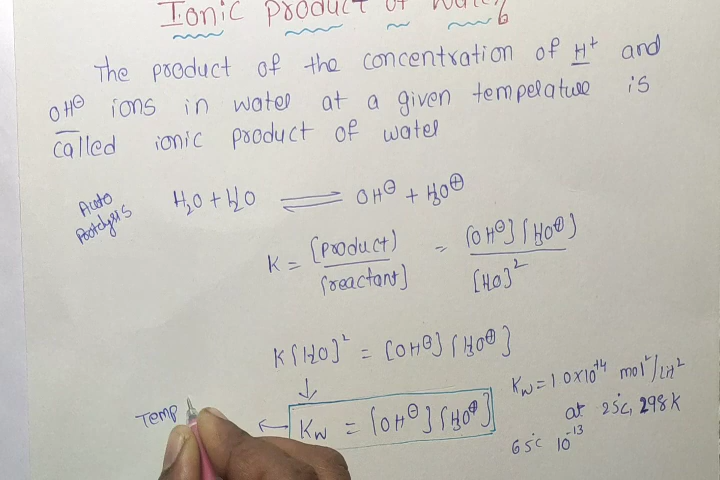 Ionic Product of Water
The product of the concentration of H⁺ and
OH⊖ ions in water at a given temperature is
called ionic product of water
Auto
Protolysis
H₂O + H₂O ⇌ OH⊖ + H₃O⊕
K = [product] / [reactant] = [OH⊖] [H₃O⊕] / [H₂O]²
K [H₂O]² = [OH⊖] [H₃O⊕]
↓
Temp ← Kw = [OH⊖] [H₃O⊕]
Kw = 1.0×10⁻¹⁴ mol²/Lit²
at 25°C, 298K
65°C 10⁻¹³